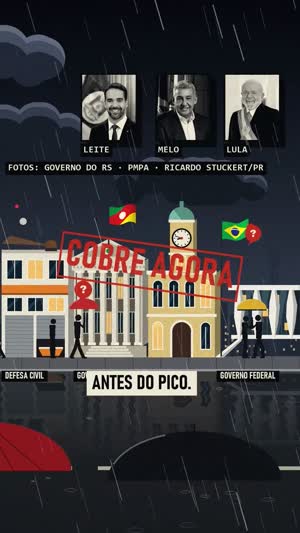 LEITE
MELO
LULA
FOTOS: GOVERNO DO RS · PMPA · RICARDO STUCKERT/PR
?
COBRE AGORA
?
DEFESA CIVIL
GOVERNO FEDERAL
ANTES DO PICO.